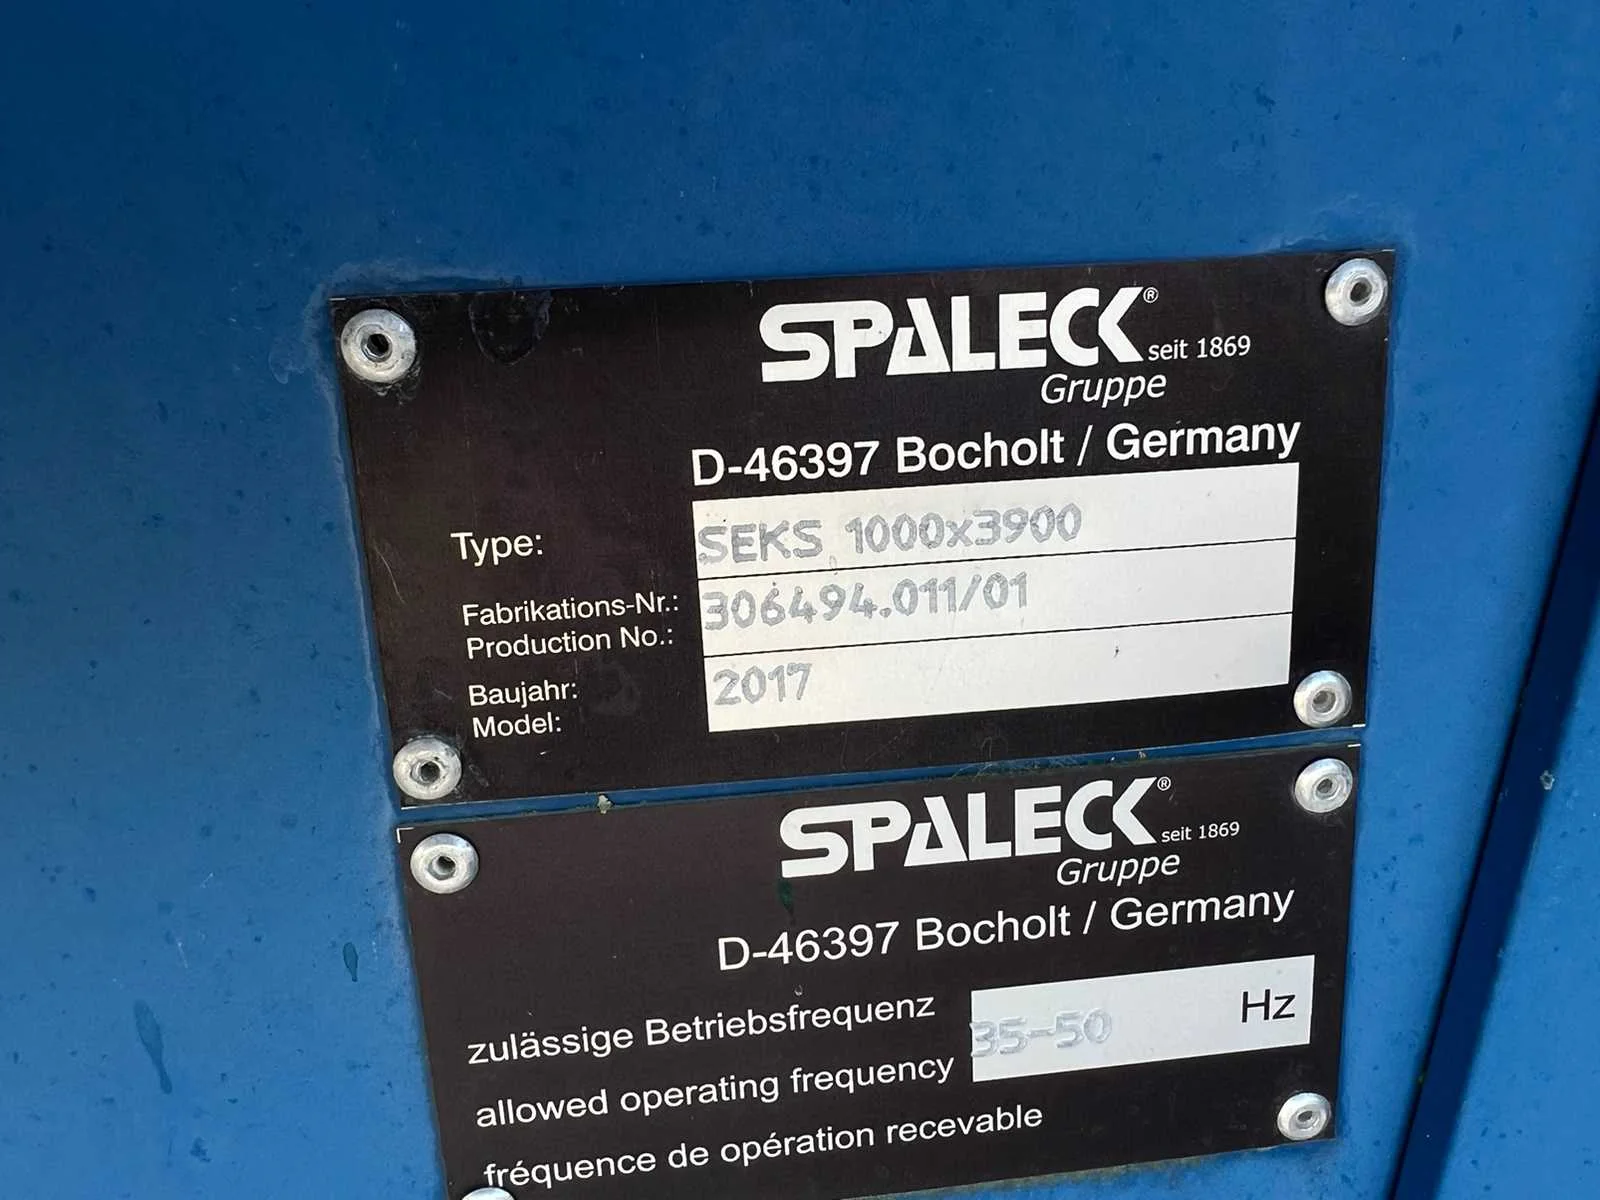 SPALECK® seit 1869
Gruppe
D-46397 Bocholt / Germany
Type: SEKS 1000x3900
Fabrikations-Nr.: 306494.011/01
Production No.:
Baujahr: 2017
Model:
SPALECK® seit 1869
Gruppe
D-46397 Bocholt / Germany
zulässige Betriebsfrequenz
35-50 Hz
allowed operating frequency
fréquence de opération recevable